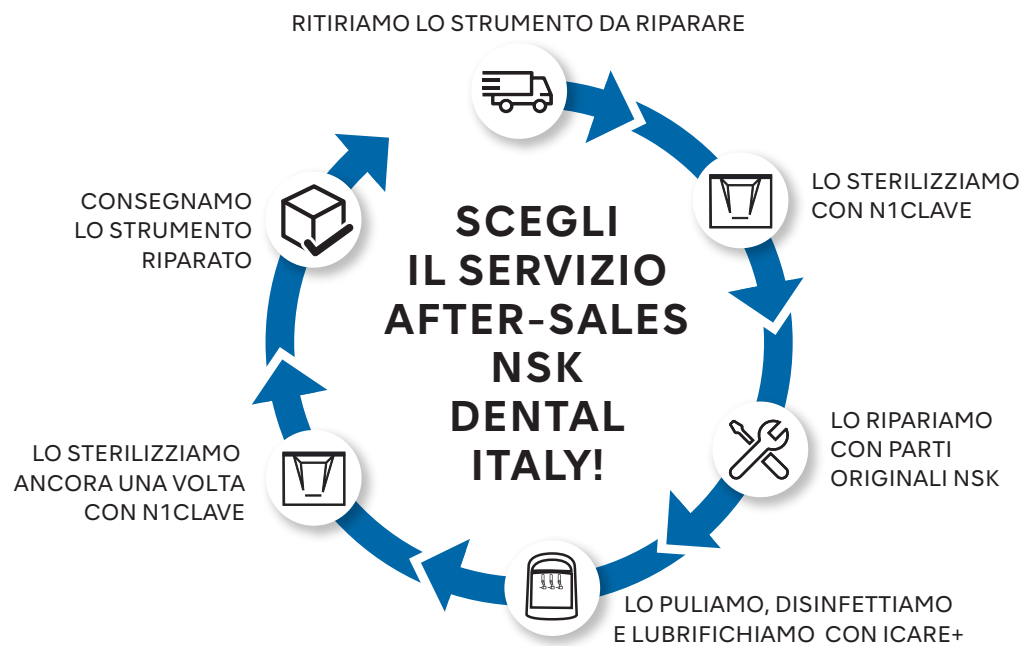 RITIRIAMO LO STRUMENTO DA RIPARARE
LO STERILIZZIAMO
CON N1CLAVE
LO RIPARIAMO
CON PARTI
ORIGINALI NSK
LO PULIAMO, DISINFETTIAMO
E LUBRIFICHIAMO CON ICARE+
LO STERILIZZIAMO
ANCORA UNA VOLTA
CON N1CLAVE
CONSEGNAMO
LO STRUMENTO
RIPARATO
SCEGLI
IL SERVIZIO
AFTER-SALES
NSK
DENTAL
ITALY!